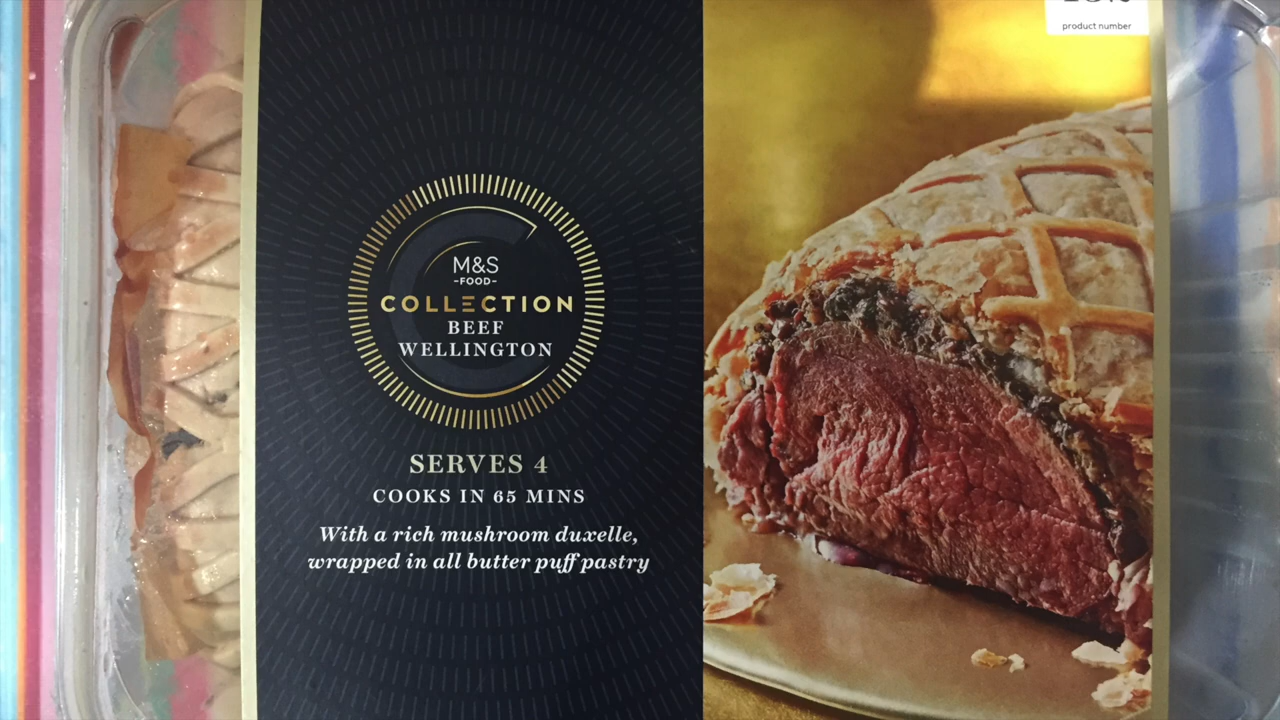 product number
M&S
-FOOD-
COLLECTION
BEEF
WELLINGTON
SERVES 4
COOKS IN 65 MINS
With a rich mushroom duxelle,
wrapped in all butter puff pastry